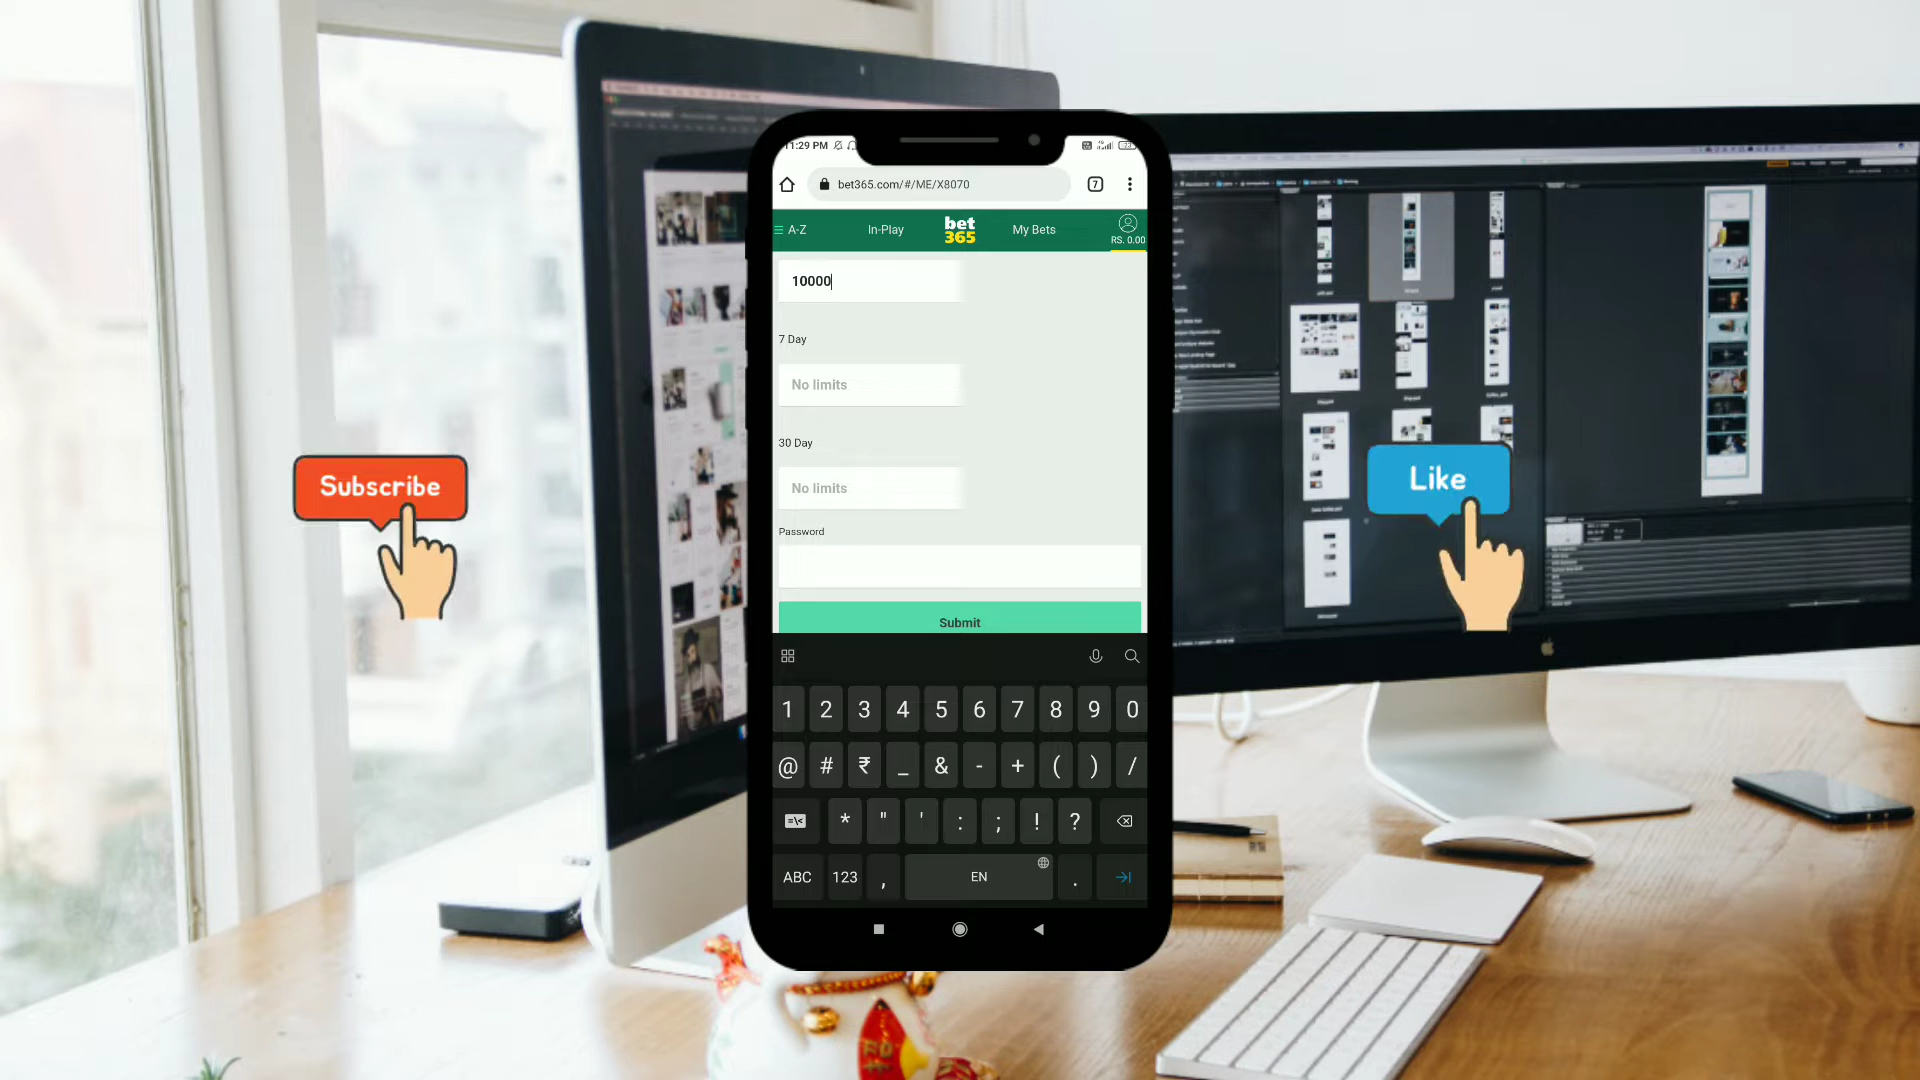 11:29 PM
bet365.com/#/ME/X8070
7
A-Z
In-Play
bet
365
My Bets
RS. 0.00
10000
7 Day
No limits
30 Day
No limits
Password
Submit
Subscribe
Like
1 2 3 4 5 6 7 8 9 0
@ # ₹ _ & - + ( ) /
=\< * " ' : ; ! ?
ABC 123 , EN .